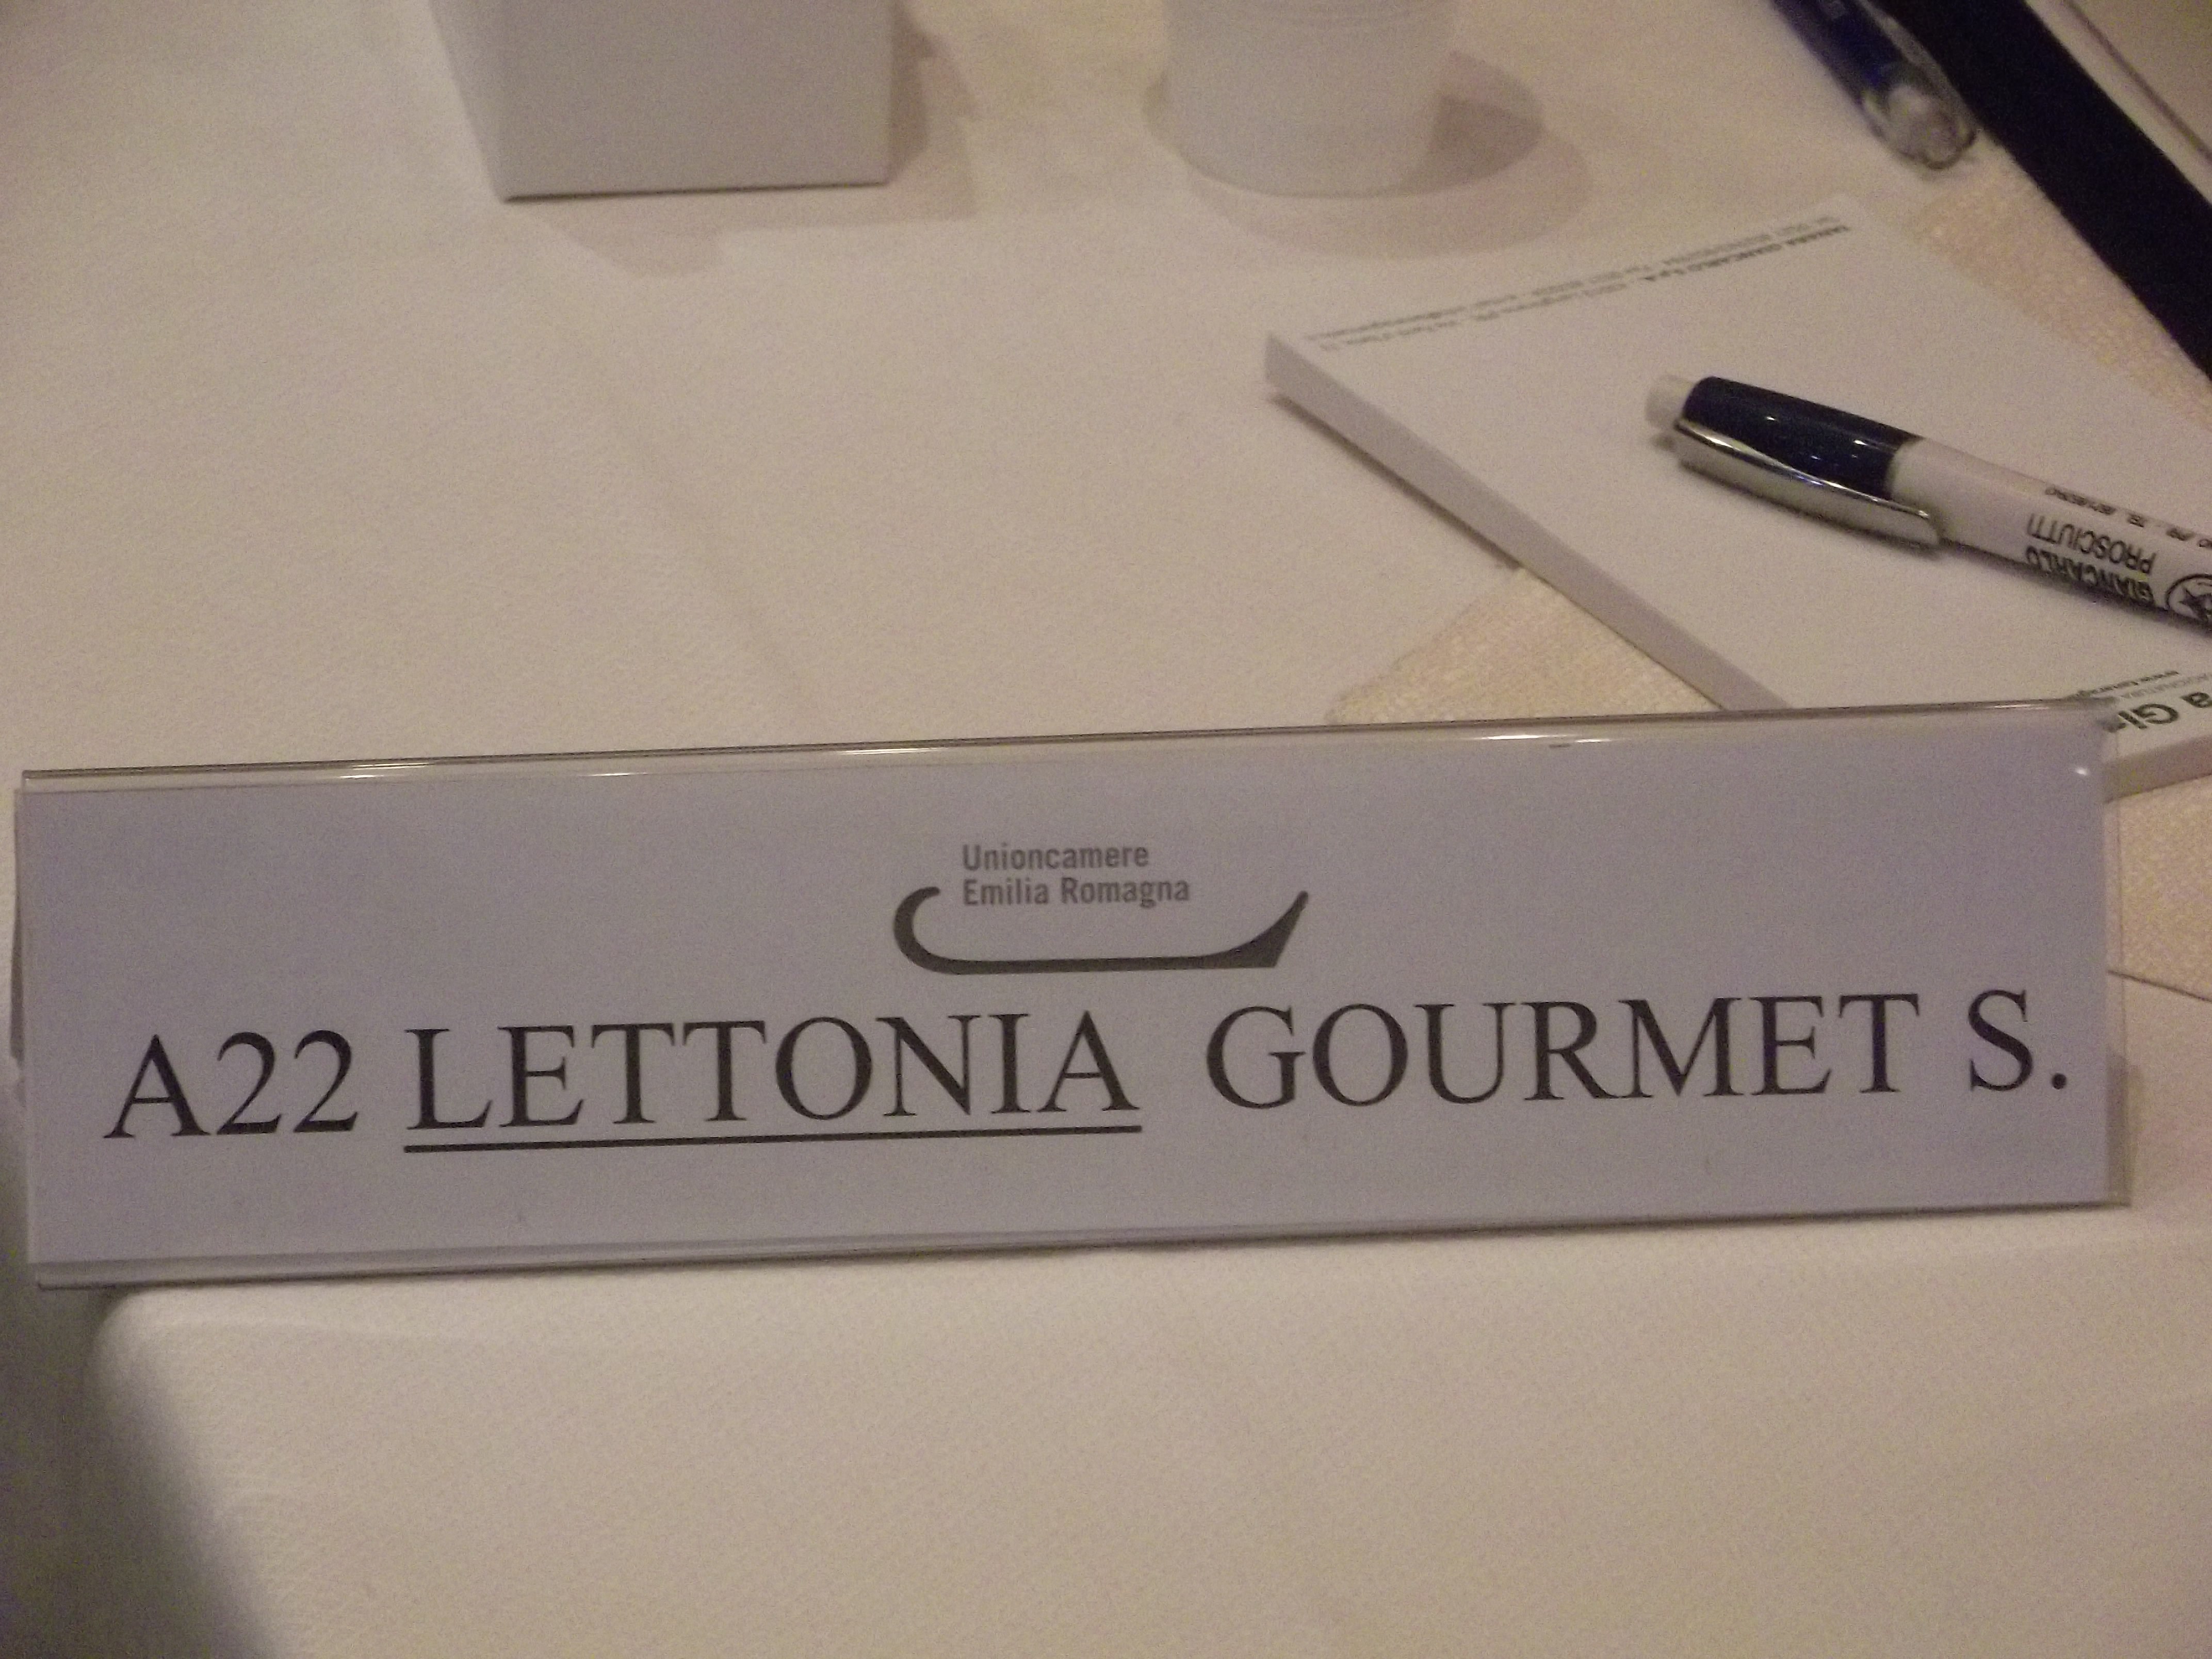 Unioncamere
Emilia Romagna
A22 LETTONIA GOURMET S.
GIANCARLO
PROSCIUTTI